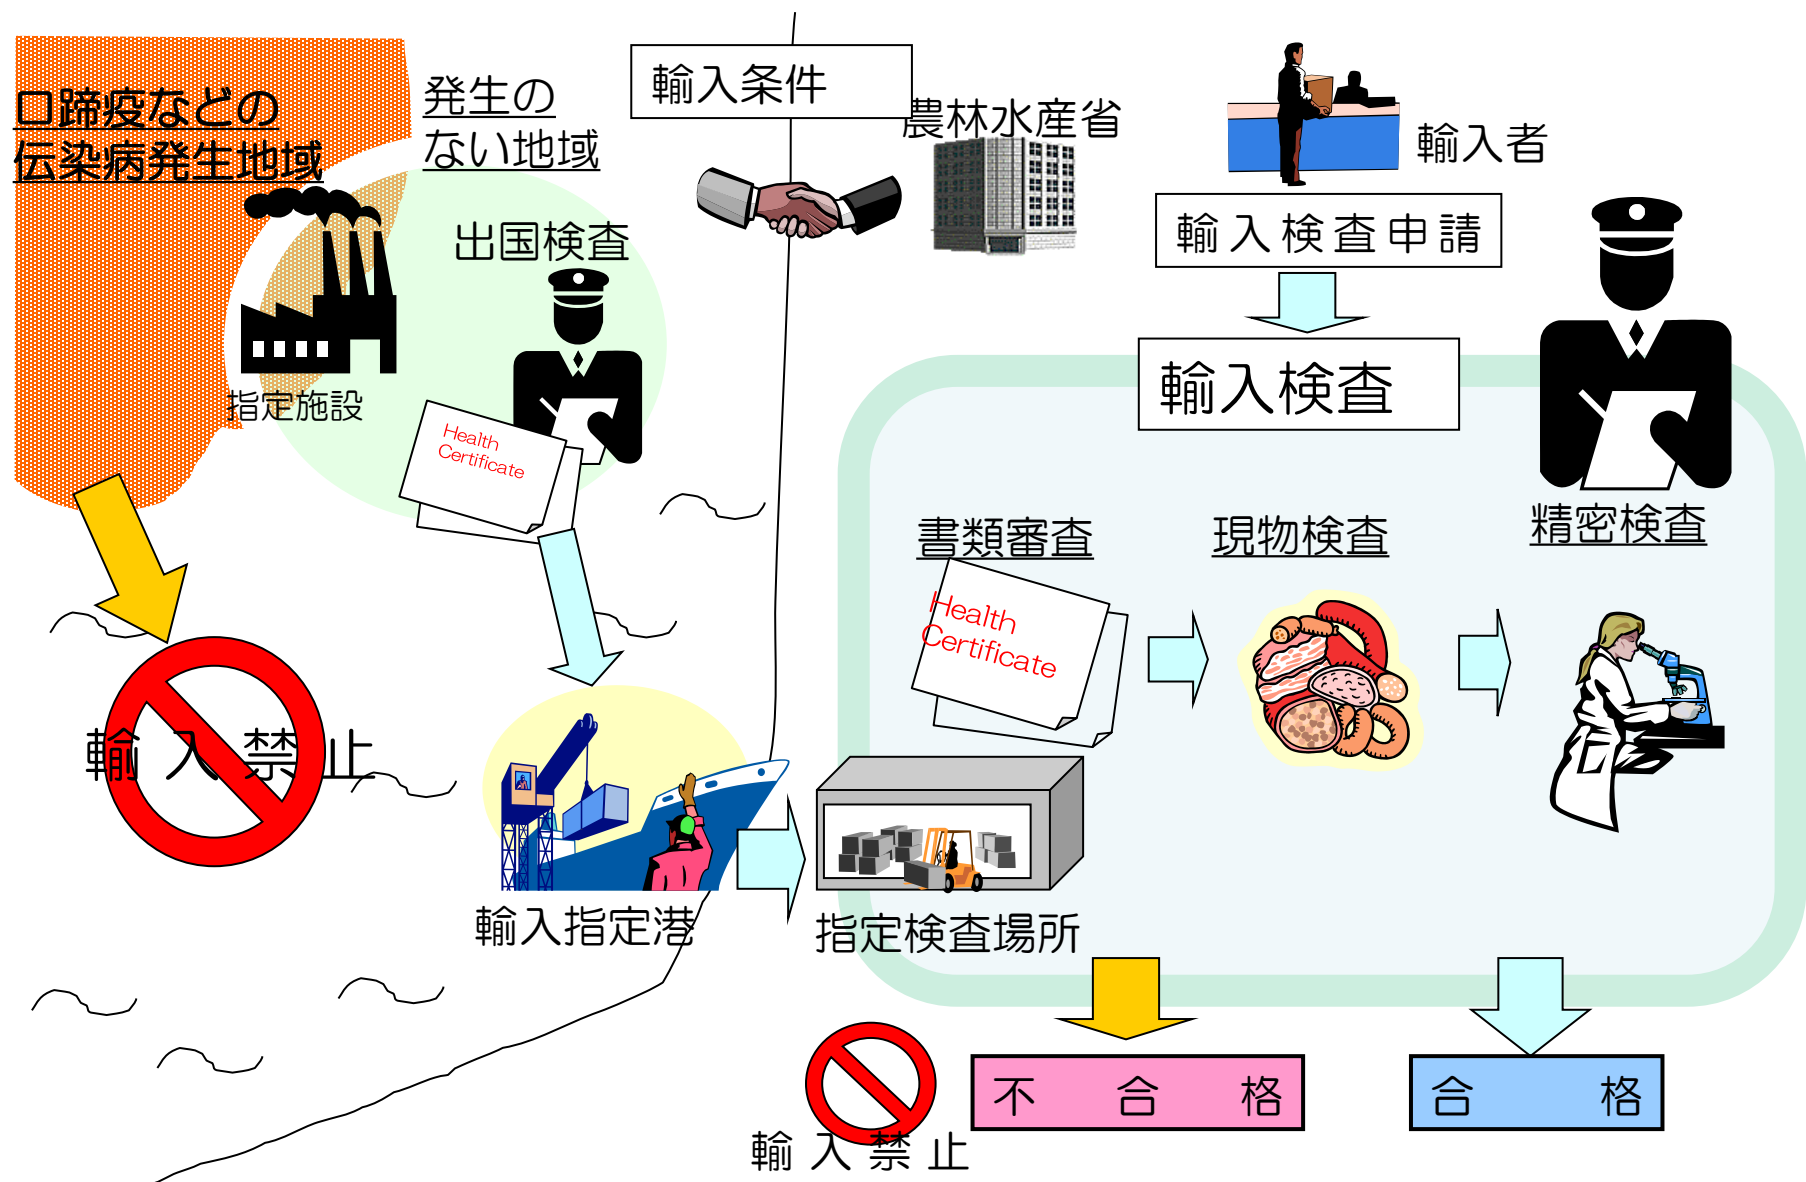 口蹄疫などの
伝染病発生地域
発生の
ない地域
輸入条件
農林水産省
輸入者
輸入検査申請
出国検査
指定施設
Health
Certificate
輸入検査
書類審査
現物検査
精密検査
Health
Certificate
輸入禁止
輸入指定港
指定検査場所
輸入禁止
不合格
合格